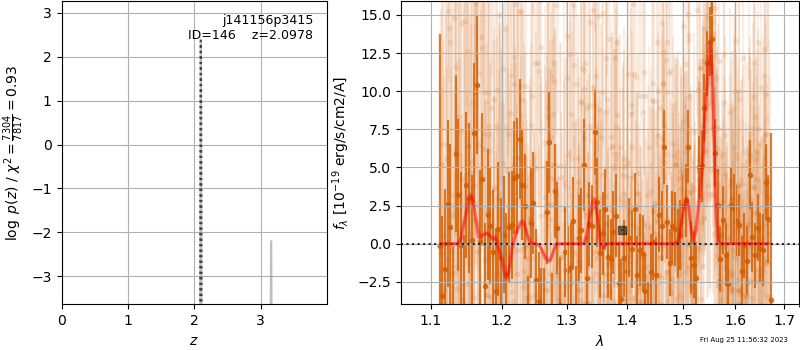 j141156p3415
ID=146 z=2.0978
log p(z) / χ² = 7304/7817 = 0.93
3
2
1
0
−1
−2
−3
0 1 2 3
z
f_λ [10⁻¹⁹ erg/s/cm2/A]
15.0
12.5
10.0
7.5
5.0
2.5
0.0
−2.5
1.1 1.2 1.3 1.4 1.5 1.6 1.7
λ
Fri Aug 25 11:56:32 2023